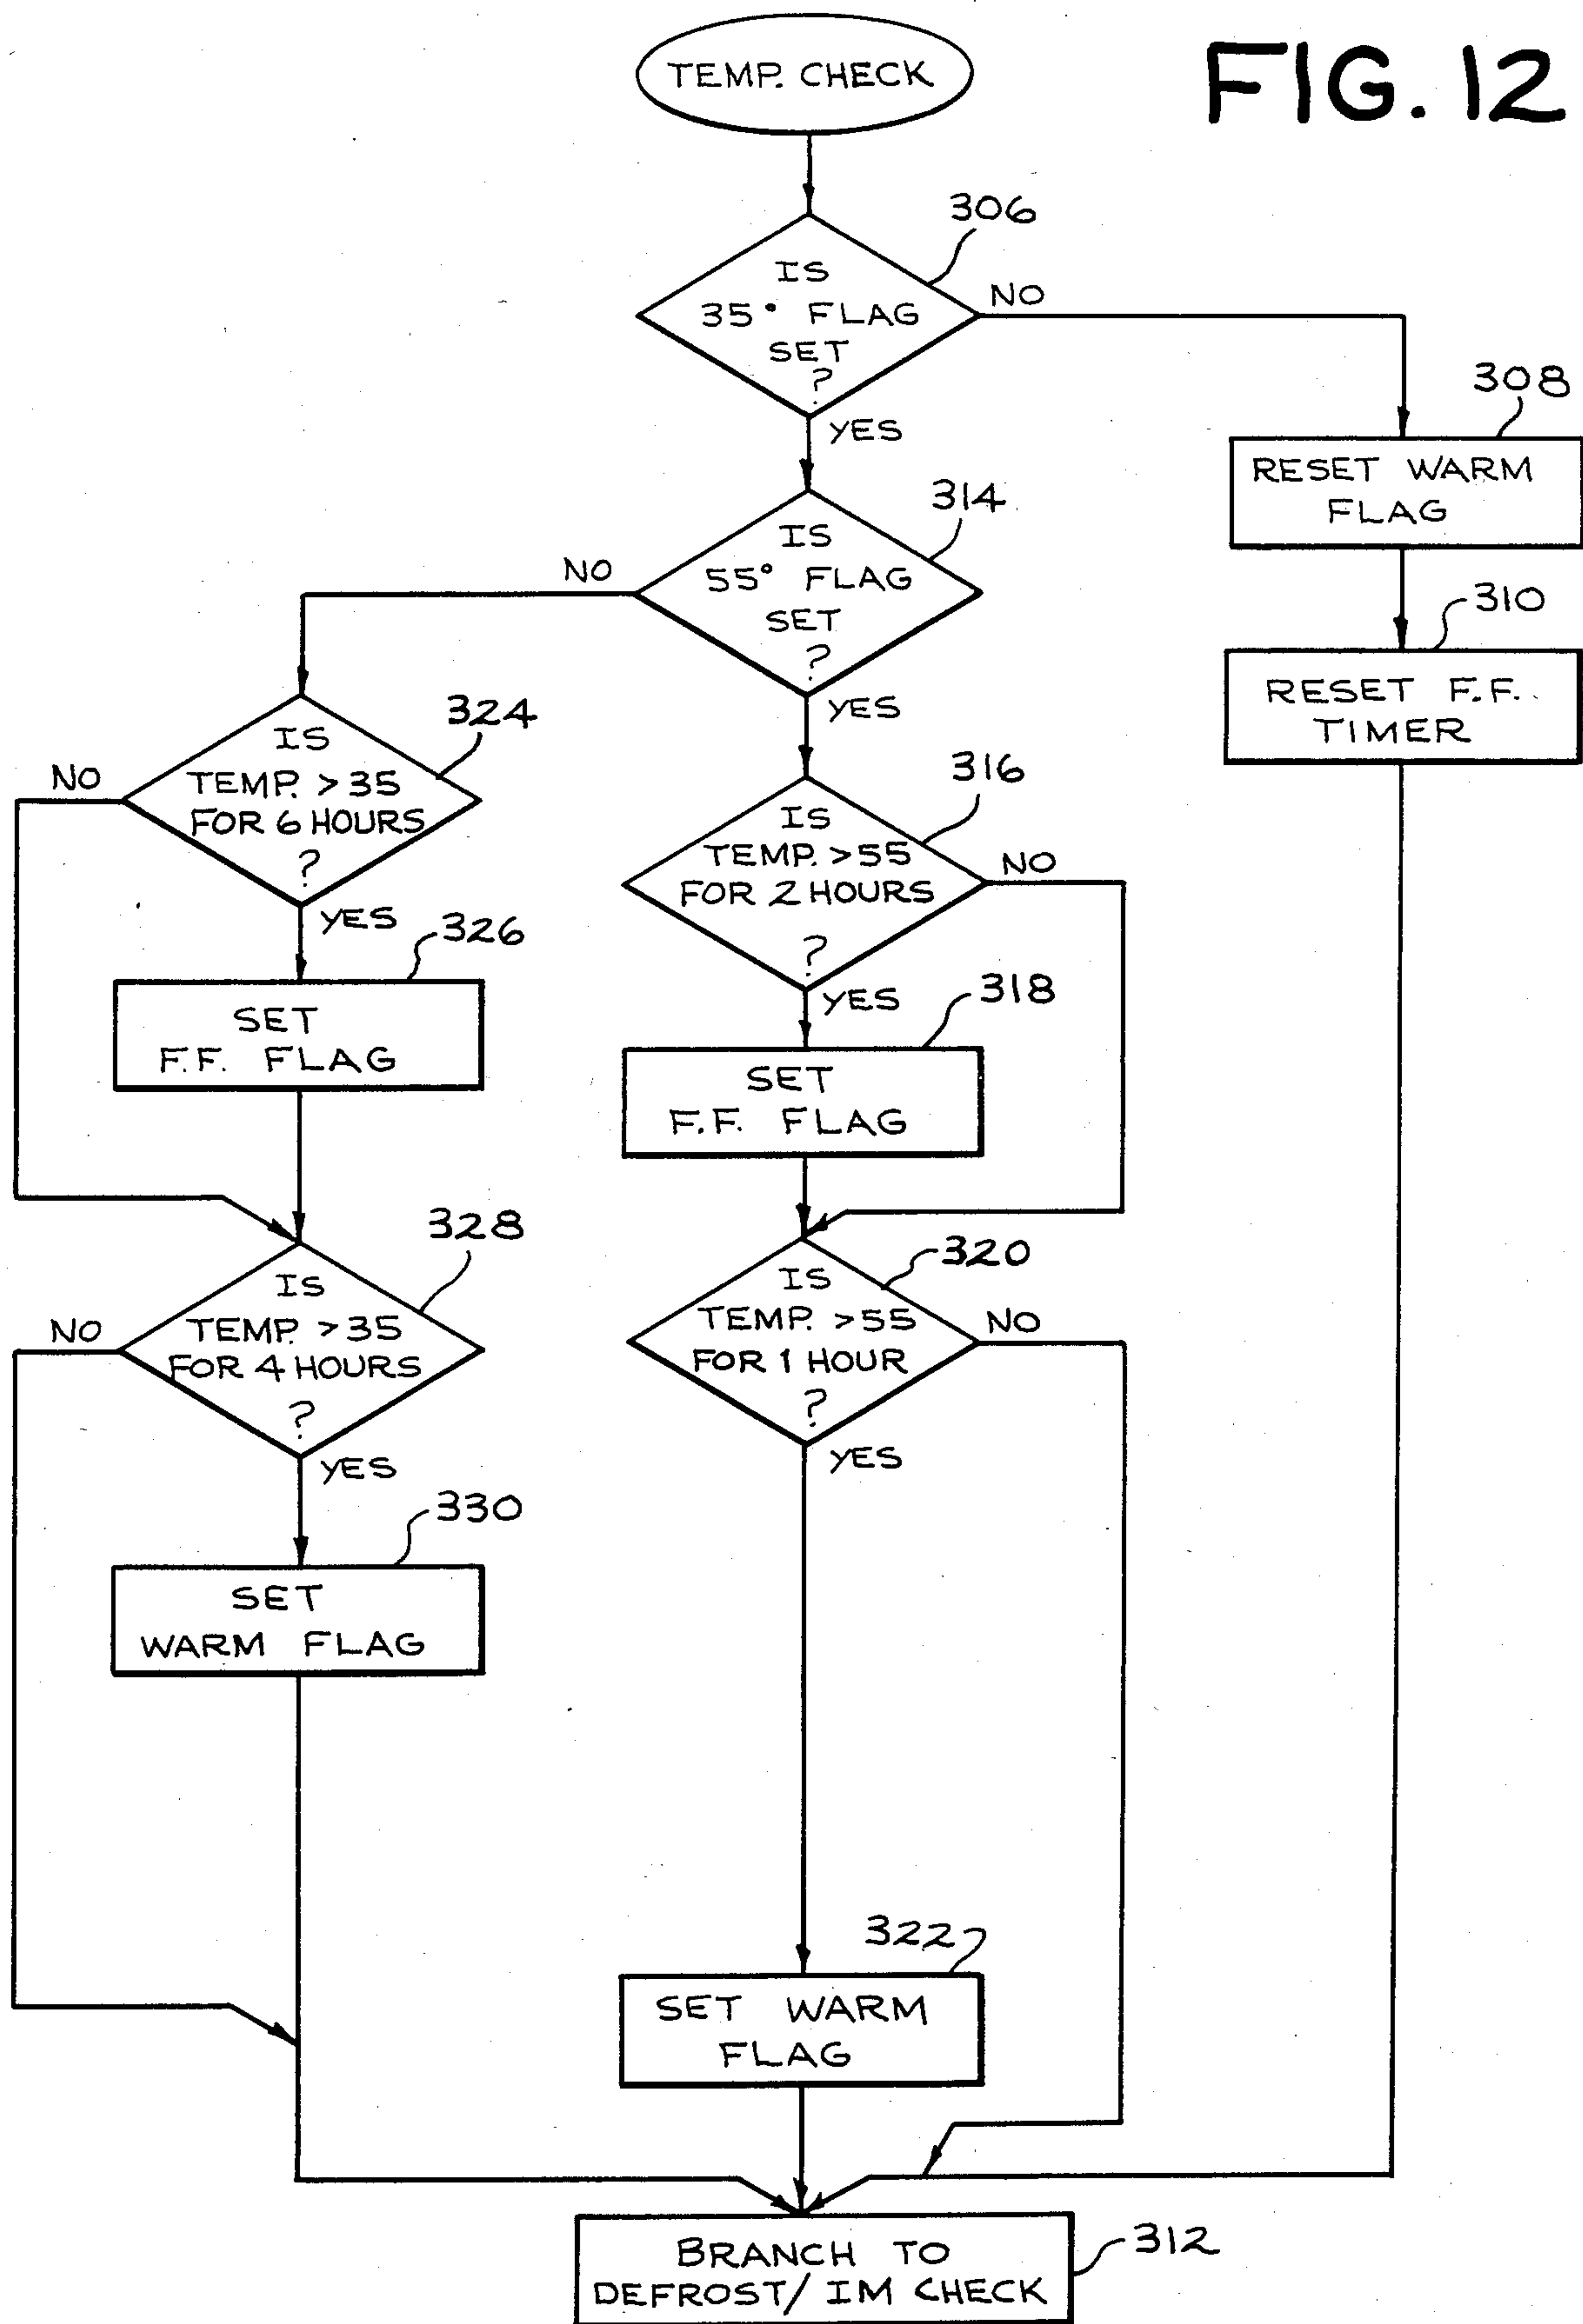 FIG. 12
TEMP. CHECK
306
IS
35° FLAG
SET
?
NO
YES
308
RESET WARM
FLAG
310
RESET F.F.
TIMER
314
IS
55° FLAG
SET
?
NO
YES
324
IS
TEMP. >35
FOR 6 HOURS
?
NO
YES
316
IS
TEMP. >55
FOR 2 HOURS
?
NO
YES
326
SET
F.F. FLAG
318
SET
F.F. FLAG
328
IS
TEMP. >35
FOR 4 HOURS
?
NO
YES
320
IS
TEMP. >55
FOR 1 HOUR
?
NO
YES
330
SET
WARM FLAG
322
SET WARM
FLAG
BRANCH TO
DEFROST/ IM CHECK
312